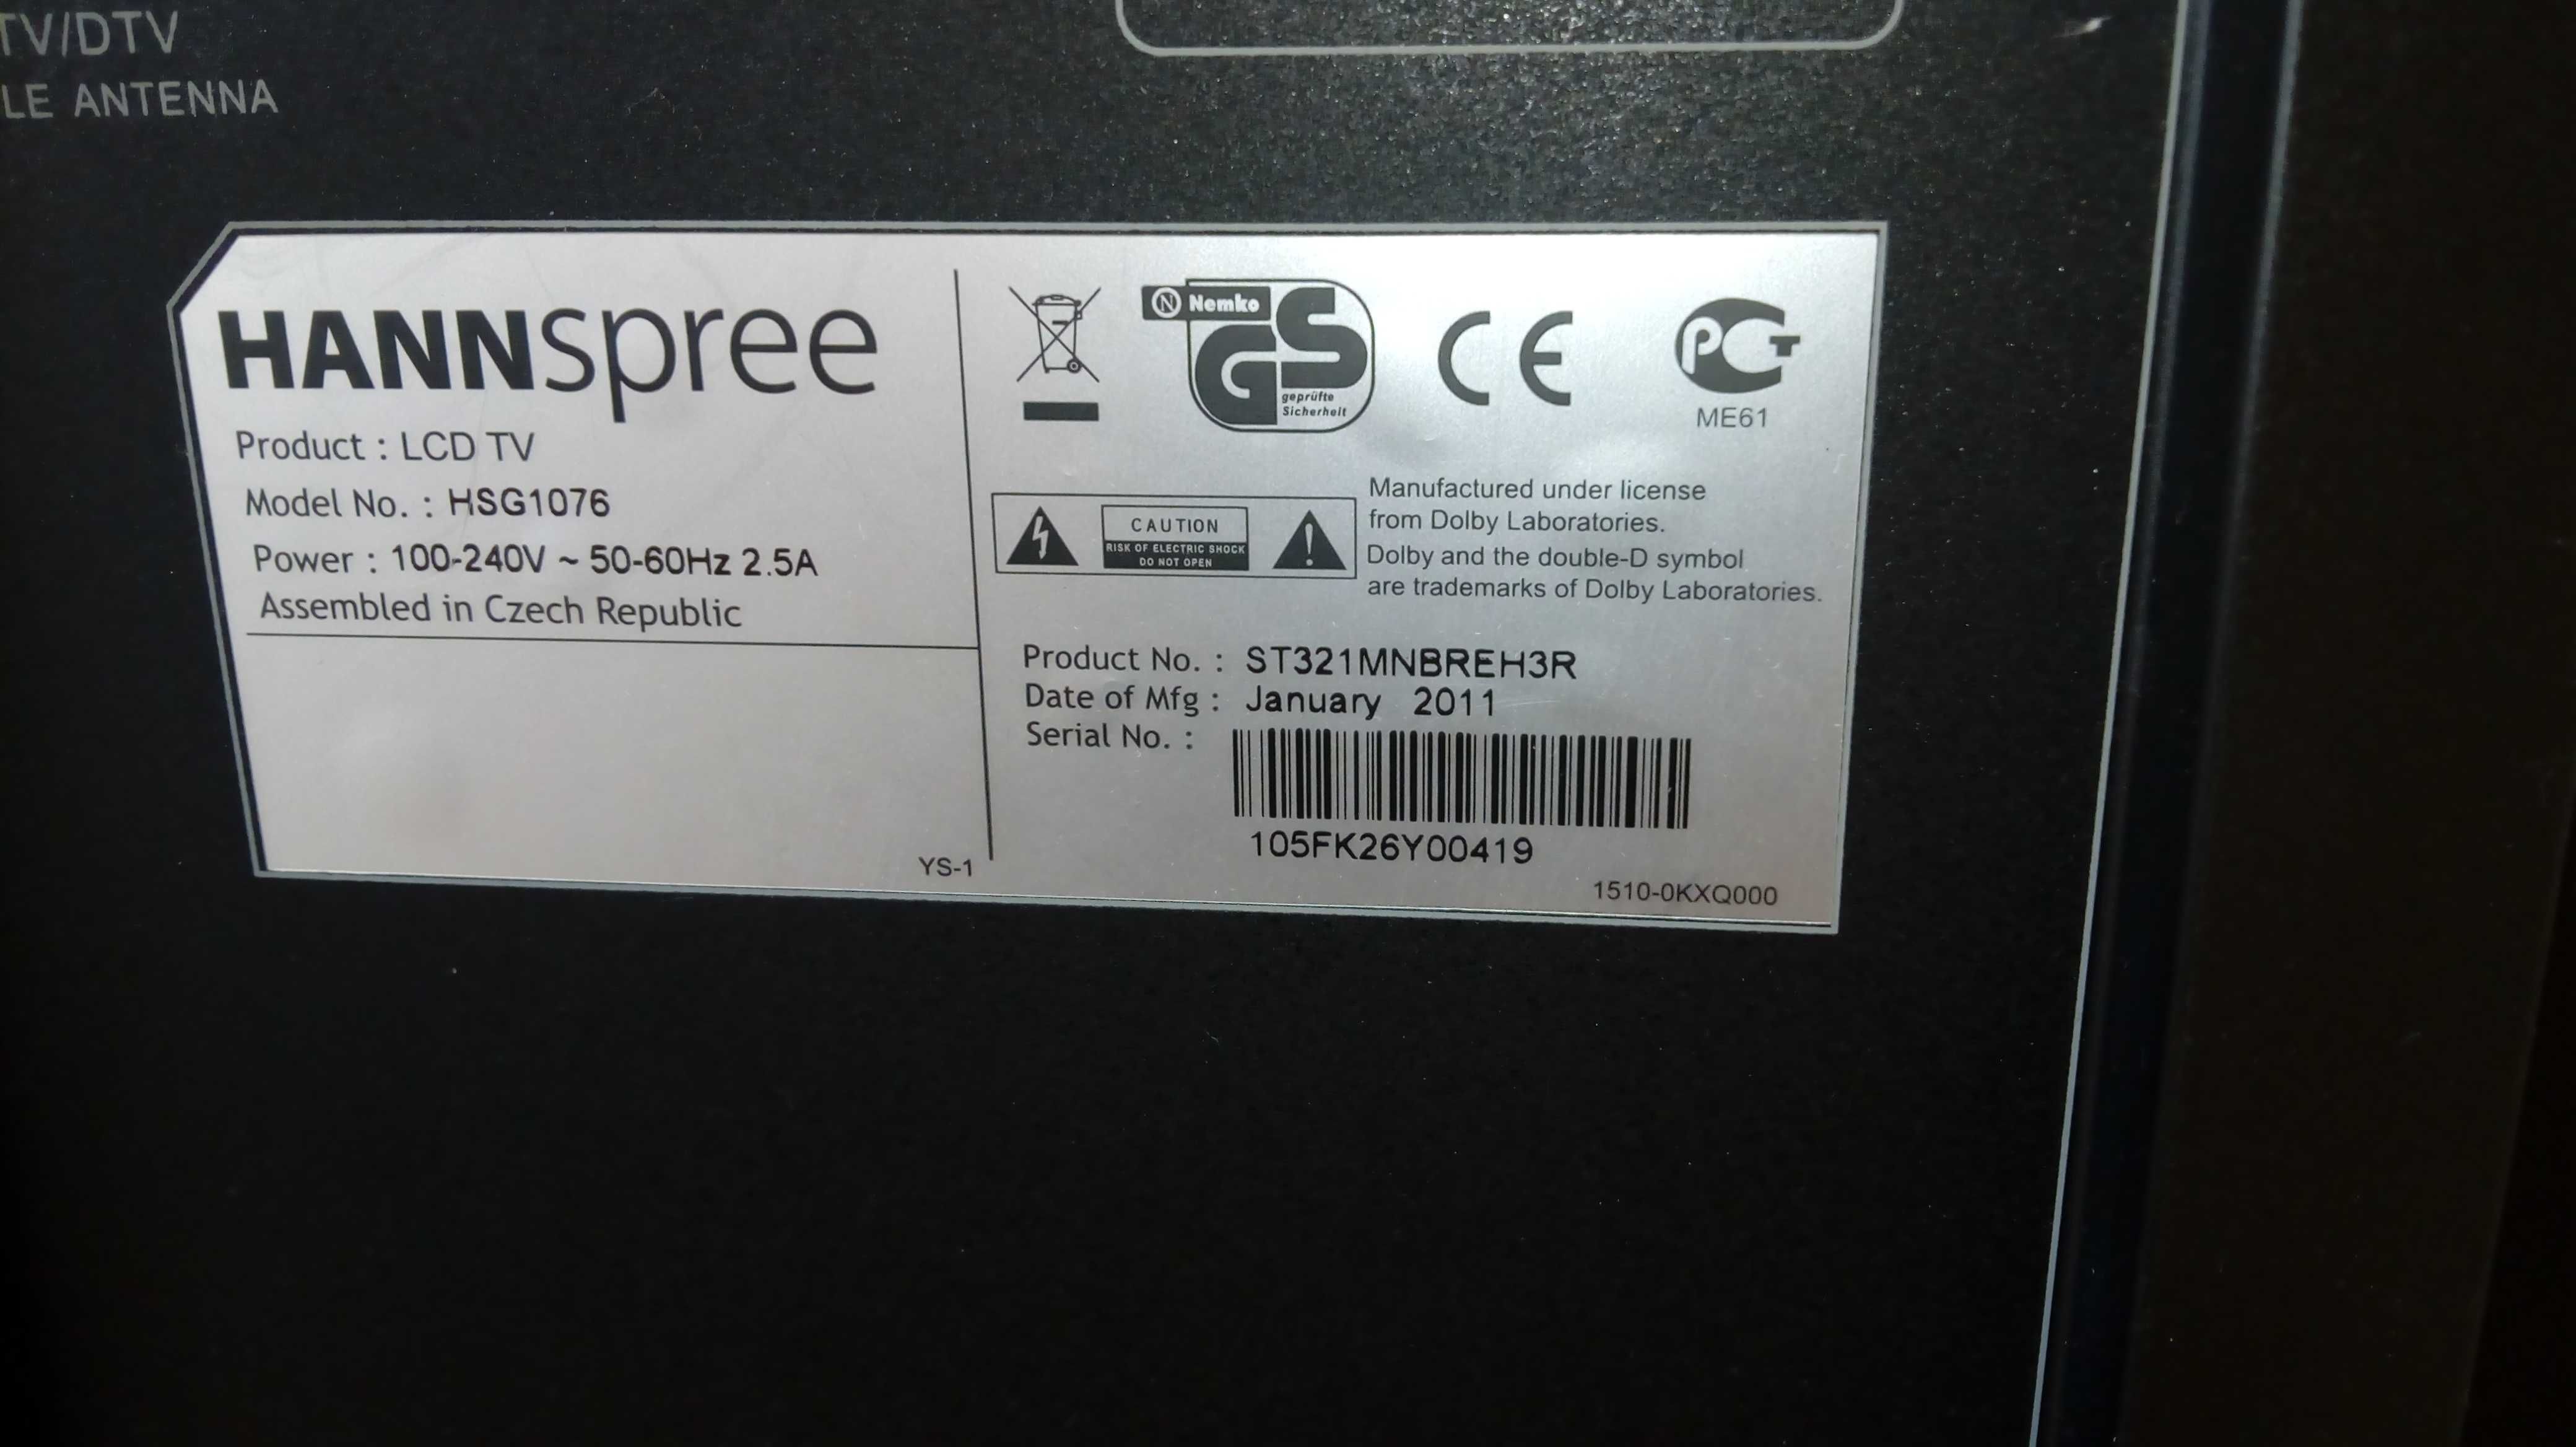 TV/DTV
LE ANTENNA
HANNspree
Product : LCD TV
Model No. : HSG1076
Power : 100-240V ~ 50-60Hz 2.5A
Assembled in Czech Republic
YS-1
N Nemko
GS
geprüfte
Sicherheit
CE
PCT
ME61
CAUTION
RISK OF ELECTRIC SHOCK
DO NOT OPEN
Manufactured under license
from Dolby Laboratories.
Dolby and the double-D symbol
are trademarks of Dolby Laboratories.
Product No. : ST321MNBREH3R
Date of Mfg : January 2011
Serial No. :
105FK26Y00419
1510-0KXQ000